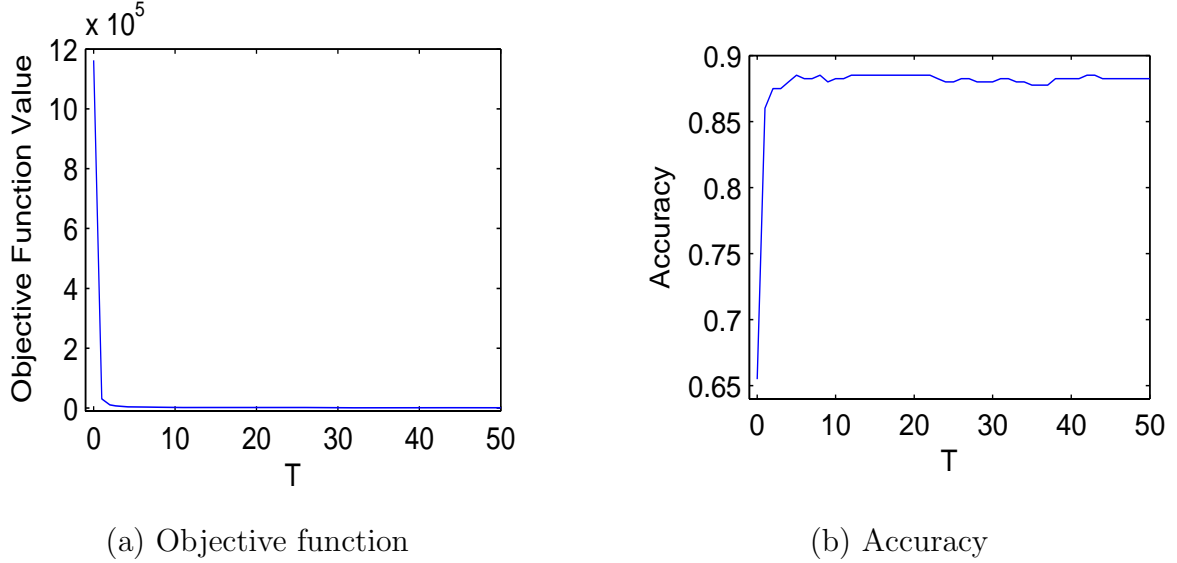 x 10^5
12
10
8
6
4
2
0
Objective Function Value
0 10 20 30 40 50
T
(a) Objective function
0.9
0.85
0.8
0.75
0.7
0.65
Accuracy
0 10 20 30 40 50
T
(b) Accuracy